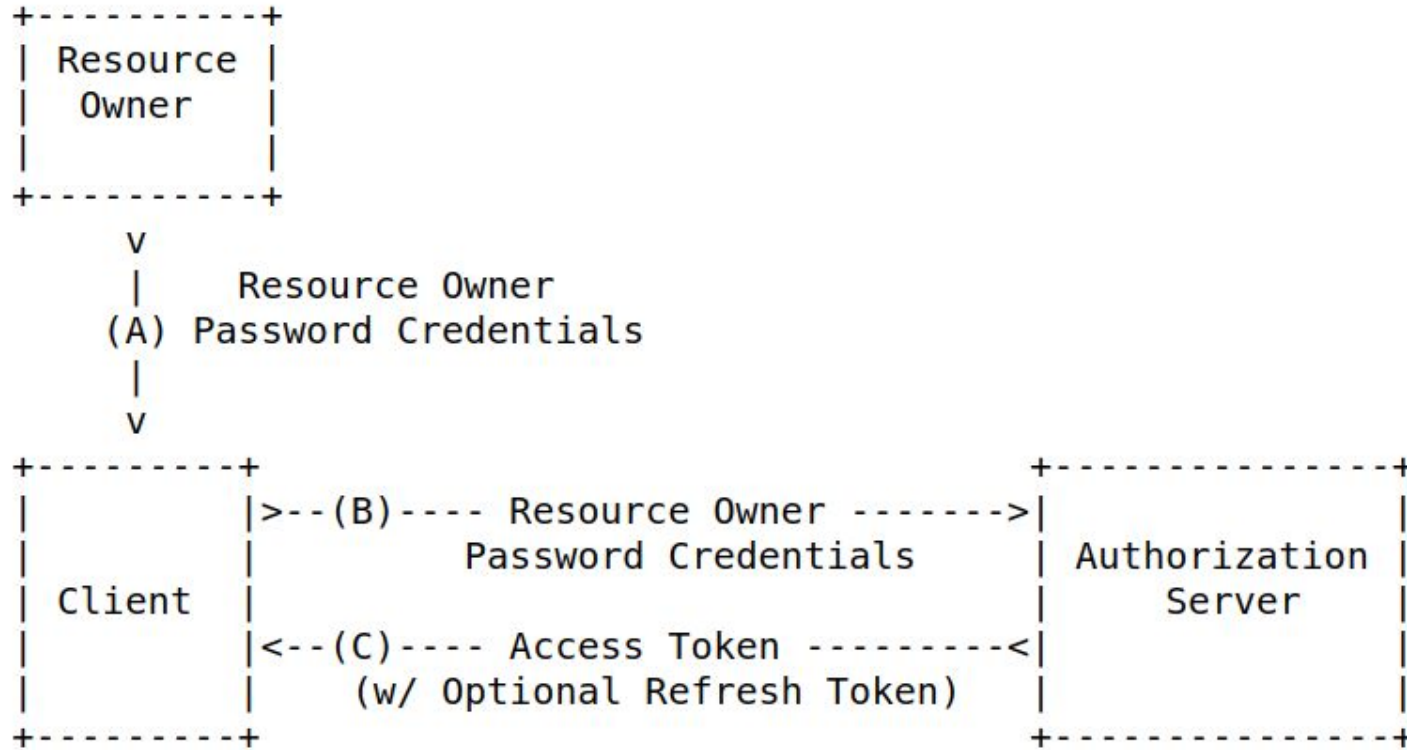 +----------+
| Resource |
|  Owner   |
|          |
+----------+
     v
     |    Resource Owner
    (A) Password Credentials
     |
     v
+---------+                                  +---------------+
|         |>--(B)---- Resource Owner ------->|               |
|         |         Password Credentials     | Authorization |
| Client  |                                  |     Server    |
|         |<--(C)---- Access Token ---------<|               |
|         |    (w/ Optional Refresh Token)   |               |
+---------+                                  +---------------+